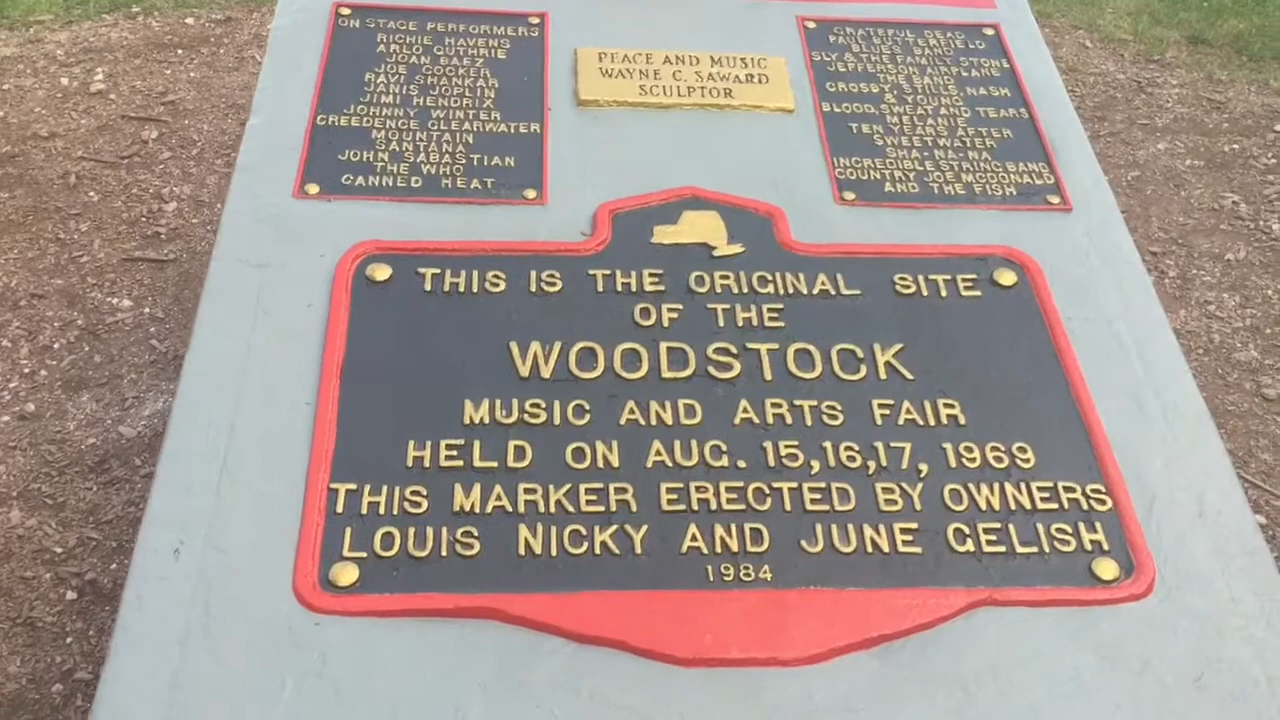 ON STAGE PERFORMERS
RICHIE HAVENS
ARLO GUTHRIE
JOAN BAEZ
JOE COCKER
RAVI SHANKAR
JANIS JOPLIN
JIMI HENDRIX
JOHNNY WINTER
CREEDENCE CLEARWATER
MOUNTAIN
SANTANA
JOHN SABASTIAN
THE WHO
CANNED HEAT
PEACE AND MUSIC
WAYNE C. SAWARD
SCULPTOR
GRATEFUL DEAD
PAUL BUTTERFIELD
BLUES BAND
SLY & THE FAMILY STONE
JEFFERSON AIRPLANE
THE BAND
CROSBY, STILLS, NASH
& YOUNG
BLOOD, SWEAT AND TEARS
MELANIE
TEN YEARS AFTER
SWEETWATER
SHA-NA-NA
INCREDIBLE STRING BAND
COUNTRY JOE MCDONALD
AND THE FISH
THIS IS THE ORIGINAL SITE
OF THE
WOODSTOCK
MUSIC AND ARTS FAIR
HELD ON AUG. 15,16,17, 1969
THIS MARKER ERECTED BY OWNERS
LOUIS NICKY AND JUNE GELISH
1984